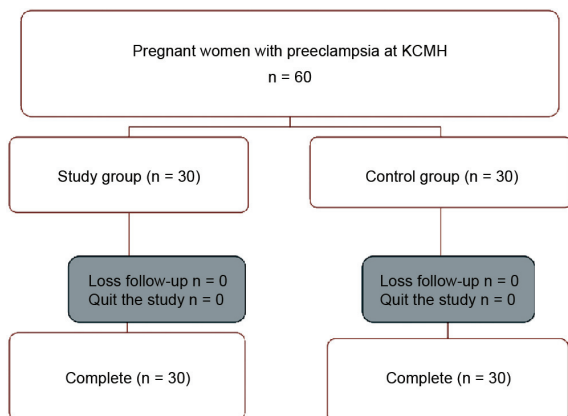 Pregnant women with preeclampsia at KCMH
n = 60
Study group (n = 30)
Control group (n = 30)
Loss follow-up n = 0
Quit the study n = 0
Loss follow-up n = 0
Quit the study n = 0
Complete (n = 30)
Complete (n = 30)